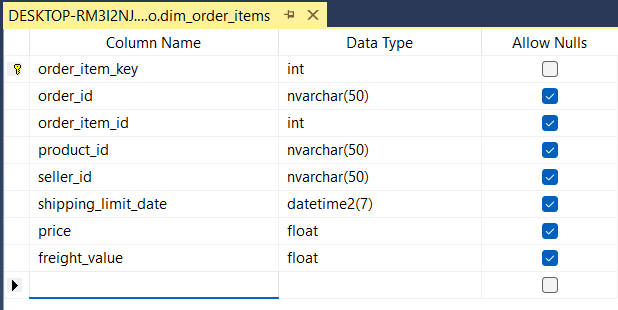 DESKTOP-RM3I2NJ....o.dim_order_items
Column Name Data Type Allow Nulls
order_item_key int
order_id nvarchar(50)
order_item_id int
product_id nvarchar(50)
seller_id nvarchar(50)
shipping_limit_date datetime2(7)
price float
freight_value float